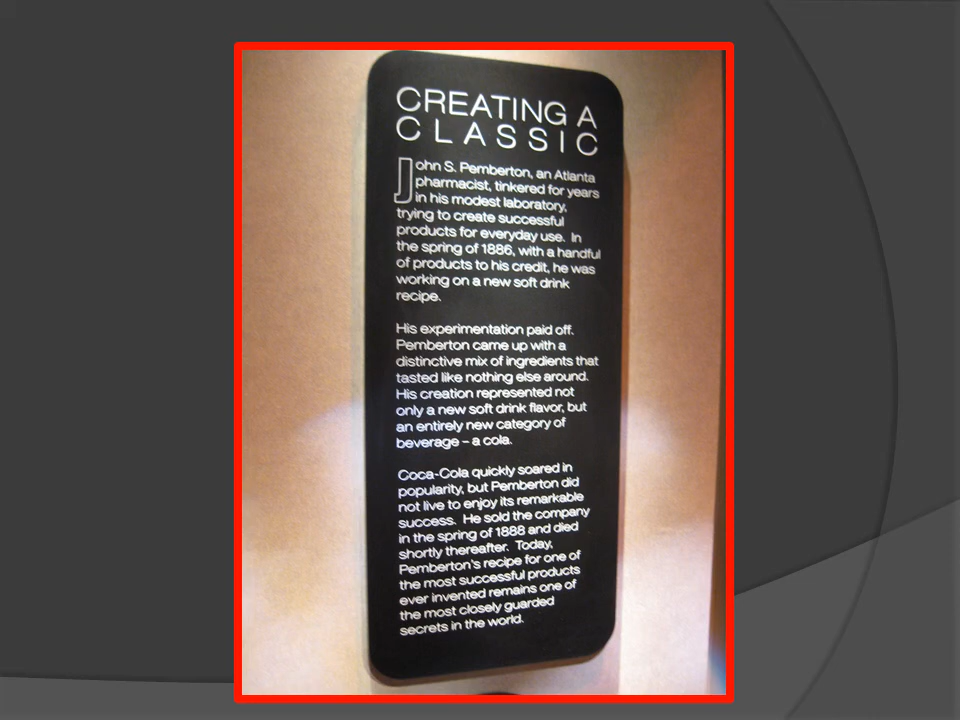 CREATING A
CLASSIC
John S. Pemberton, an Atlanta
pharmacist, tinkered for years
in his modest laboratory,
trying to create successful
products for everyday use. In
the spring of 1886, with a handful
of products to his credit, he was
working on a new soft drink
recipe.
His experimentation paid off.
Pemberton came up with a
distinctive mix of ingredients that
tasted like nothing else around.
His creation represented not
only a new soft drink flavor, but
an entirely new category of
beverage – a cola.
Coca-Cola quickly soared in
popularity, but Pemberton did
not live to enjoy its remarkable
success. He sold the company
in the spring of 1888 and died
shortly thereafter. Today,
Pemberton's recipe for one of
the most successful products
ever invented remains one of
the most closely guarded
secrets in the world.